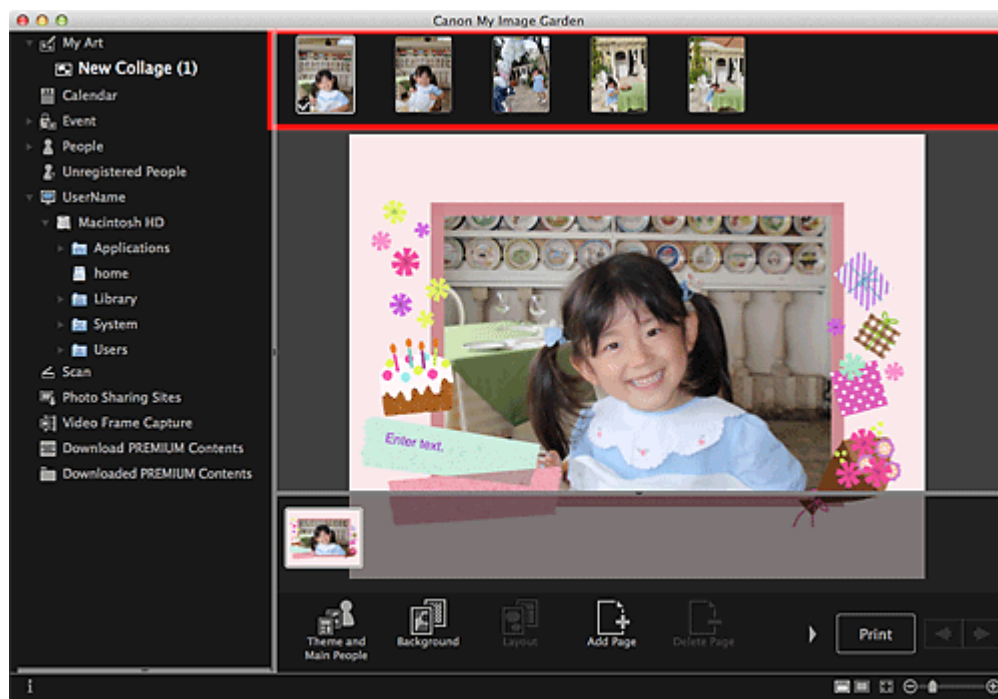 Canon My Image Garden
My Art
New Collage (1)
Calendar
Event
People
Unregistered People
UserName
Macintosh HD
Applications
home
Library
System
Users
Scan
Photo Sharing Sites
Video Frame Capture
Download PREMIUM Contents
Downloaded PREMIUM Contents
Enter text.
Theme and
Main People
Background
Layout
Add Page
Delete Page
Print